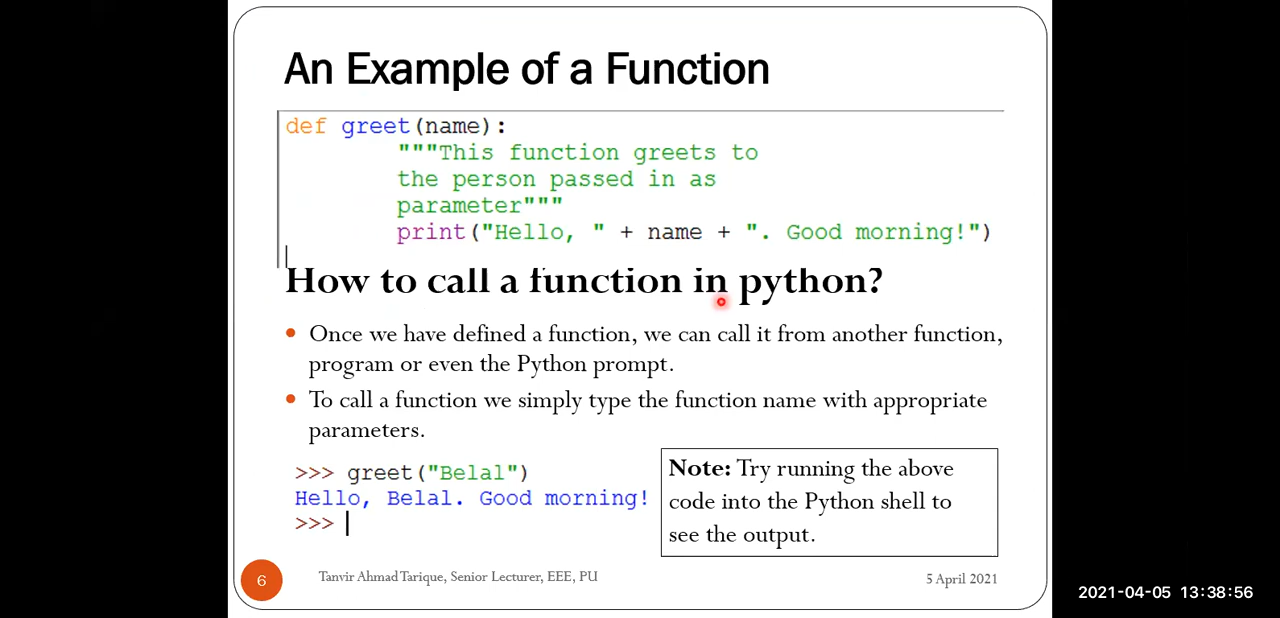 An Example of a Function
def greet(name):
"""This function greets to
the person passed in as
parameter"""
print("Hello, " + name + ". Good morning!")
How to call a function in python?
Once we have defined a function, we can call it from another function,
program or even the Python prompt.
To call a function we simply type the function name with appropriate
parameters.
>>> greet("Belal")
Hello, Belal. Good morning!
>>>
Note: Try running the above
code into the Python shell to
see the output.
6
Tanvir Ahmad Tarique, Senior Lecturer, EEE, PU
5 April 2021
2021-04-05 13:38:56